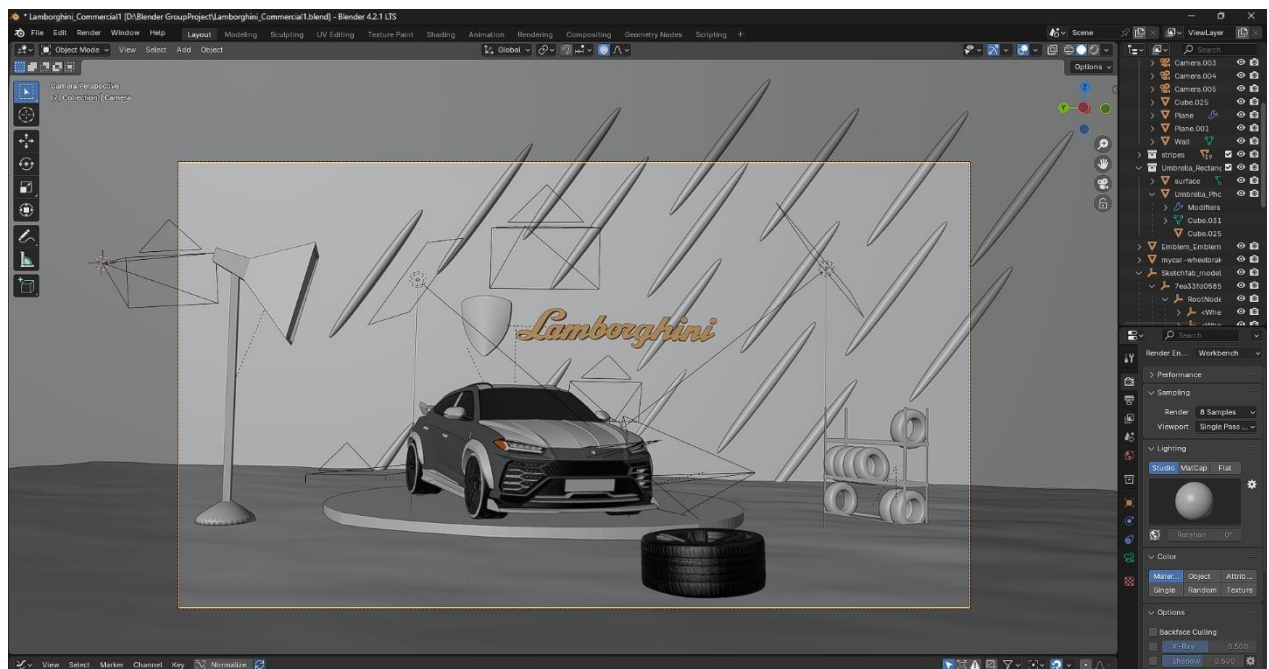 * Lamborghini_Commercial1 [D:\Blender GroupProject\Lamborghini_Commercial1.blend] - Blender 4.2.1 LTS
File Edit Render Window Help Layout Modeling Sculpting UV Editing Texture Paint Shading Animation Rendering Compositing Geometry Nodes Scripting + Scene ViewLayer
Object Mode View Select Add Object Global Search
Options
Camera Perspective
Camera.003
Camera.004
Camera.005
Cube.025
Plane
Plane.001
Wall
stripes
Umbrella_Rectang
surface
Umbrella_Pho
Modifiers
Cube.031
Cube.025
Emblem_Emblem
mycar-wheelbrak
Sketchfab_model
7ea33fd0585
RootNode
<Whe
<Whe
Z
Y
Lamborghini
Search
Render En... Workbench
Performance
Sampling
Render 8 Samples
Viewport Single Pass ...
Lighting
Studio MatCap Flat
Rotation 0°
Color
Mater... Object Attrib...
Single Random Texture
Options
Backface Culling
X-Ray 0.500
Shadow 0.500
View Select Marker Channel Key Normalize